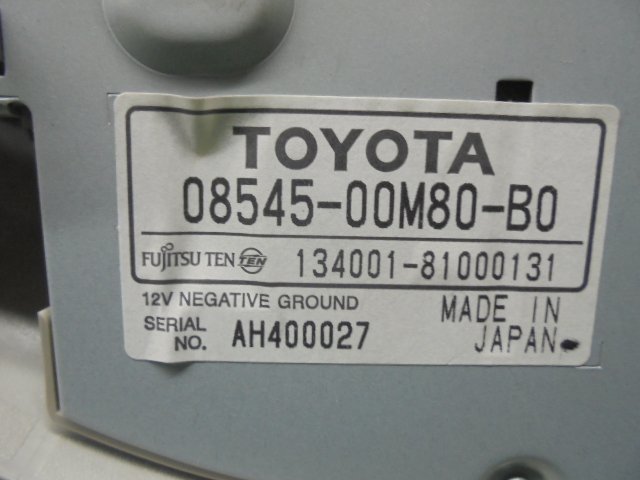 TOYOTA
08545-00M80-B0
FUJITSU TEN TEN 134001-81000131
12V NEGATIVE GROUND
SERIAL NO. AH400027
MADE IN JAPAN